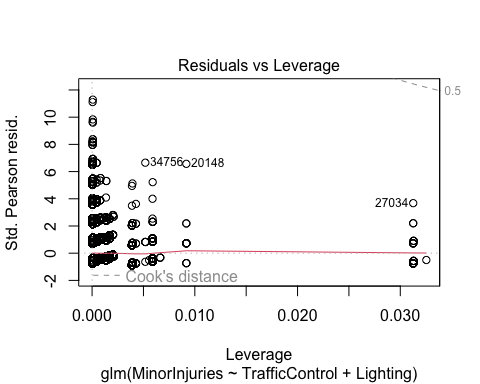 Residuals vs Leverage
Std. Pearson resid.
-2 0 2 4 6 8 10
0.5
34756 20148
27034
Cook's distance
0.000 0.010 0.020 0.030
Leverage
glm(MinorInjuries ~ TrafficControl + Lighting)